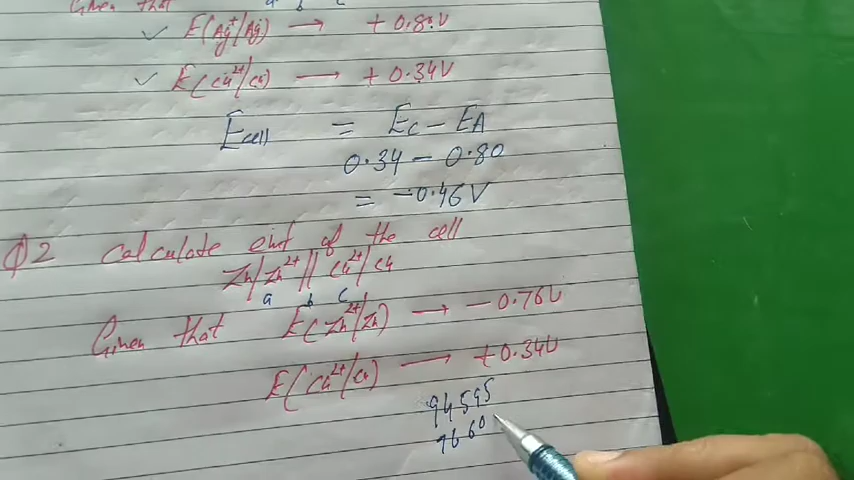 Given that a b c
✓ E(Ag+/Ag) → + 0.80V
✓ E(Cu2+/Cu) → + 0.34V
Ecell = EC - EA
0.34 - 0.80
= -0.46V
Q2 Calculate emf of the cell
Zn/Zn2+ || Cu2+/Cu
a b c
Given that E(Zn2+/Zn) → - 0.76V
E(Cu2+/Cu) → +0.34V
94595
7660